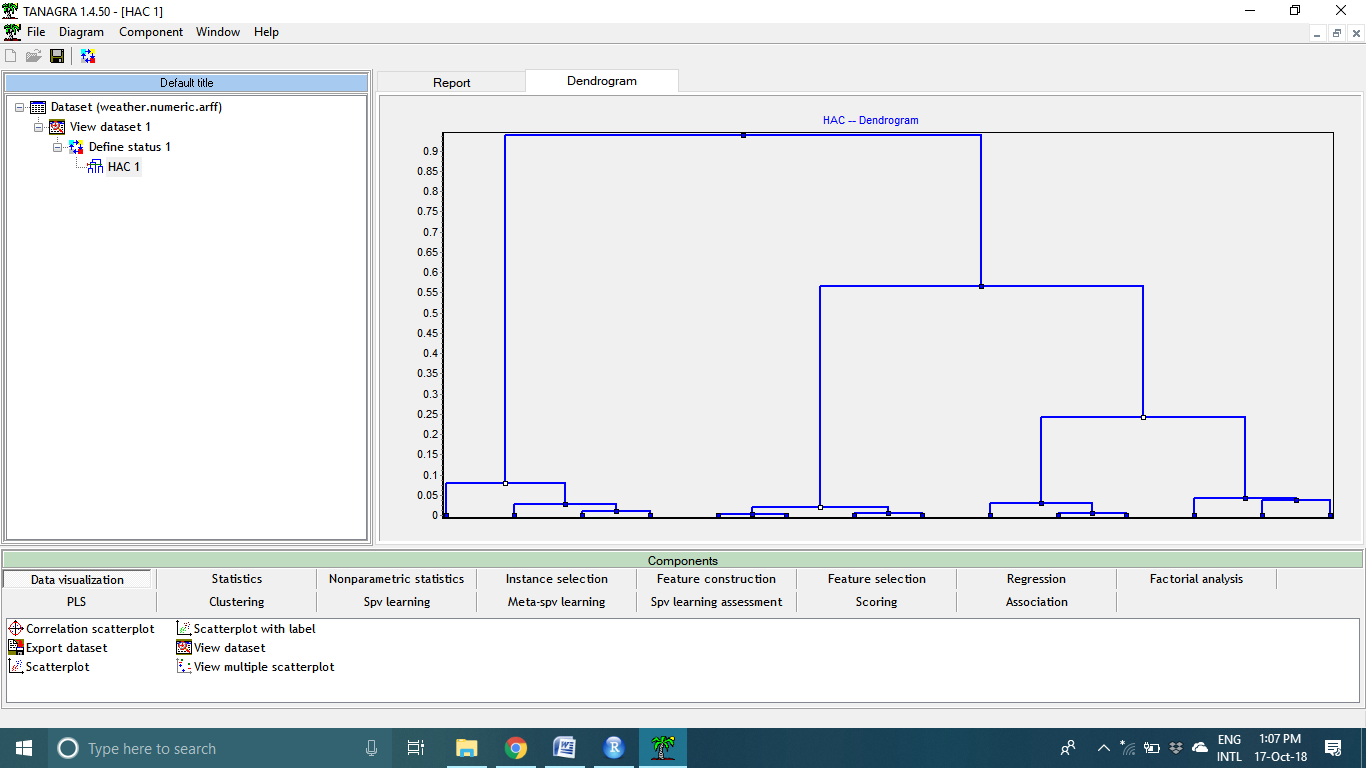 TANAGRA 1.4.50 - [HAC 1]
File Diagram Component Window Help
Default title
Dataset (weather.numeric.arff)
View dataset 1
Define status 1
HAC 1
Report Dendrogram
HAC -- Dendrogram
0.9
0.85
0.8
0.75
0.7
0.65
0.6
0.55
0.5
0.45
0.4
0.35
0.3
0.25
0.2
0.15
0.1
0.05
0
Components
Data visualization Statistics Nonparametric statistics Instance selection Feature construction Feature selection Regression Factorial analysis
PLS Clustering Spv learning Meta-spv learning Spv learning assessment Scoring Association
Correlation scatterplot Scatterplot with label
Export dataset View dataset
Scatterplot View multiple scatterplot
Type here to search
ENG 1:07 PM
INTL 17-Oct-18